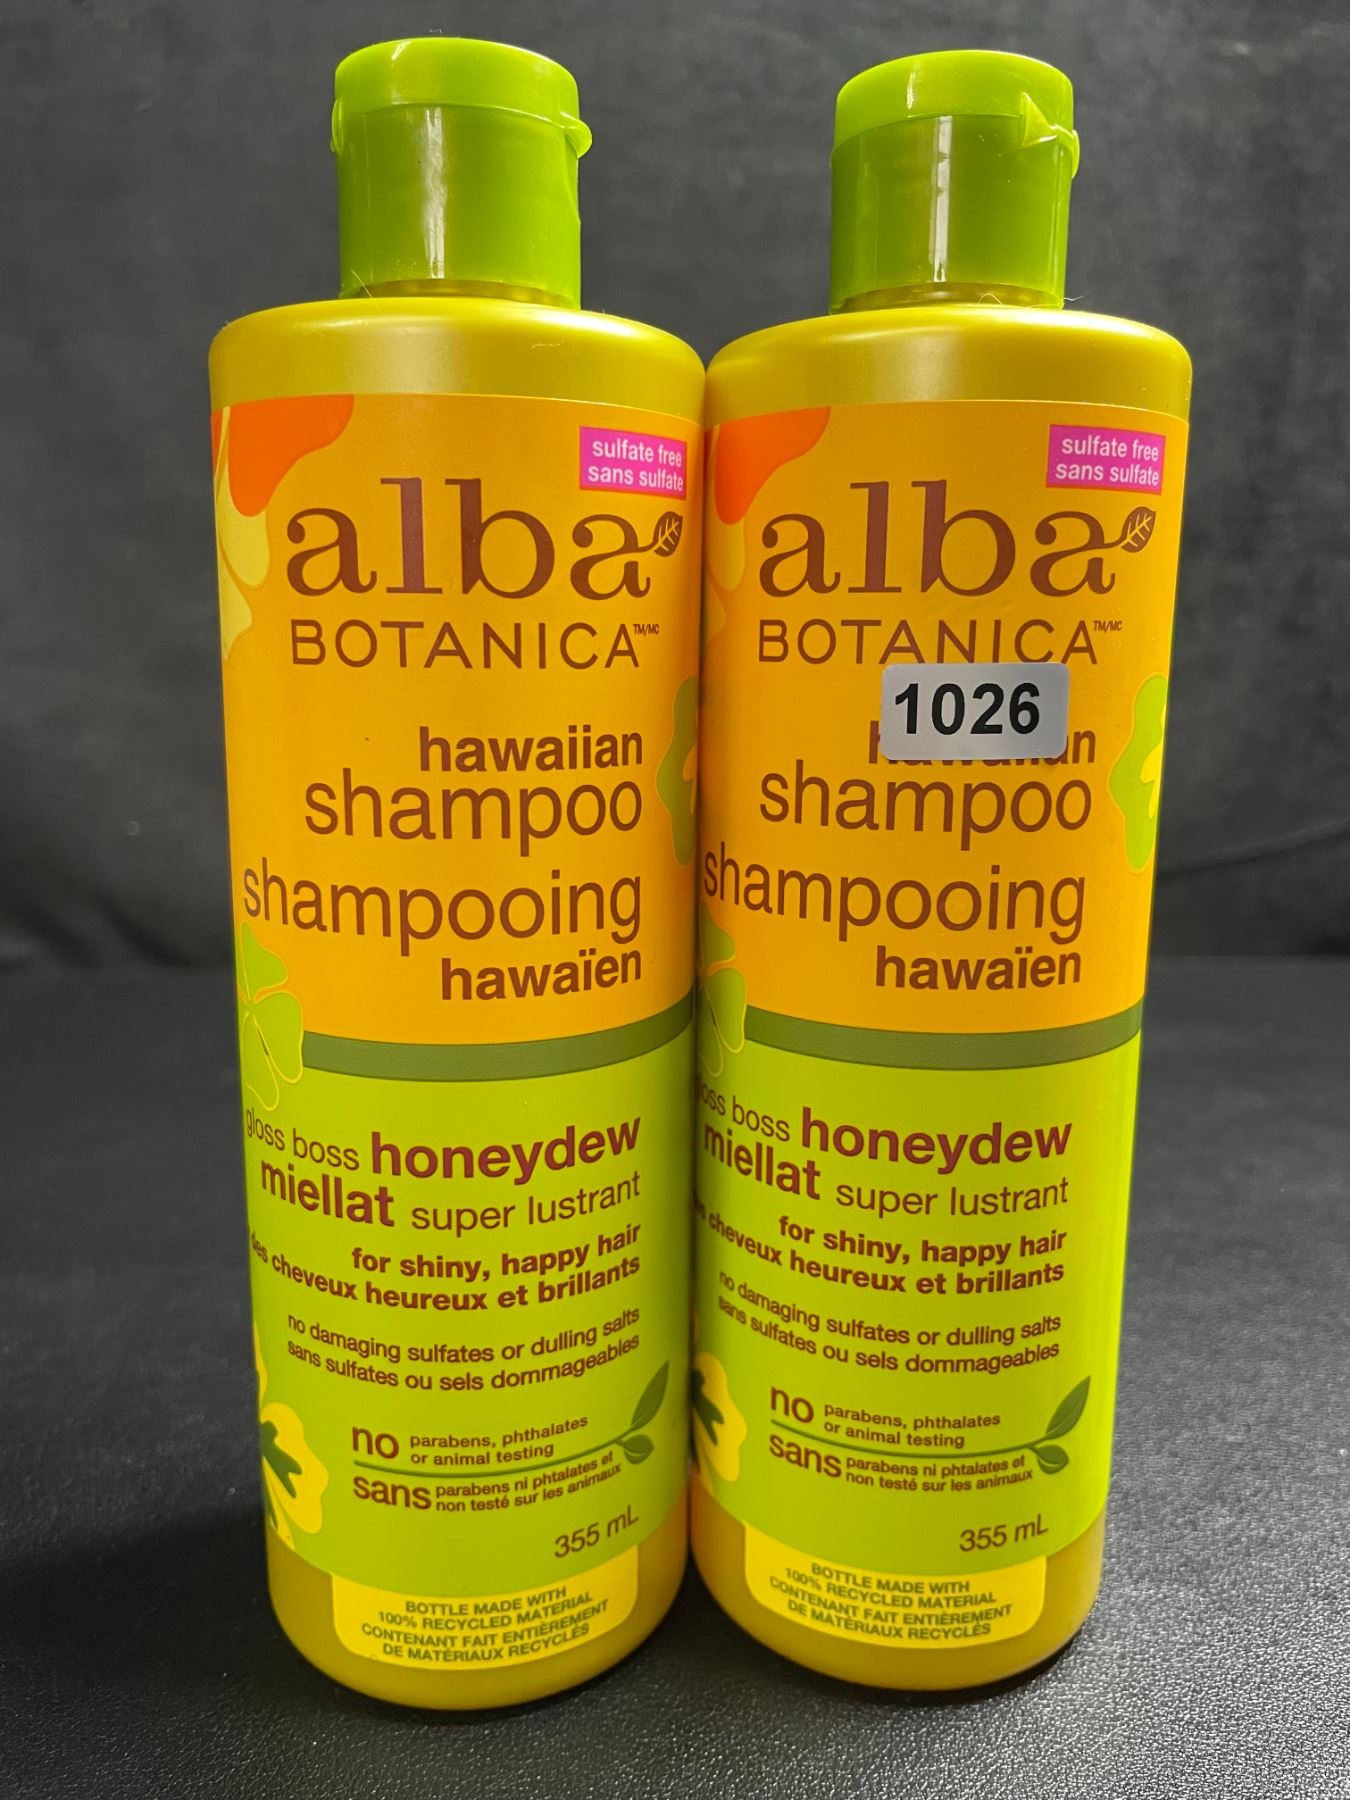 sulfate free
sans sulfate
alba
BOTANICA™/MC
hawaiian
shampoo
shampooing
hawaïen
gloss boss honeydew
miellat super lustrant
for shiny, happy hair
des cheveux heureux et brillants
no damaging sulfates or dulling salts
sans sulfates ou sels dommageables
no parabens, phthalates
or animal testing
sans parabens ni phtalates et
non testé sur les animaux
355 mL
BOTTLE MADE WITH
100% RECYCLED MATERIAL
CONTENANT FAIT ENTIÈREMENT
DE MATÉRIAUX RECYCLÉS
sulfate free
sans sulfate
alba
BOTANICA™/MC
1026
shampoo
shampooing
hawaïen
boss honeydew
miellat super lustrant
for shiny, happy hair
cheveux heureux et brillants
no damaging sulfates or dulling salts
sans sulfates ou sels dommageables
no parabens, phthalates
or animal testing
sans parabens ni phtalates et
non testé sur les animaux
355 mL
BOTTLE MADE WITH
100% RECYCLED MATERIAL
CONTENANT FAIT ENTIÈREMENT
DE MATÉRIAUX RECYCLÉS